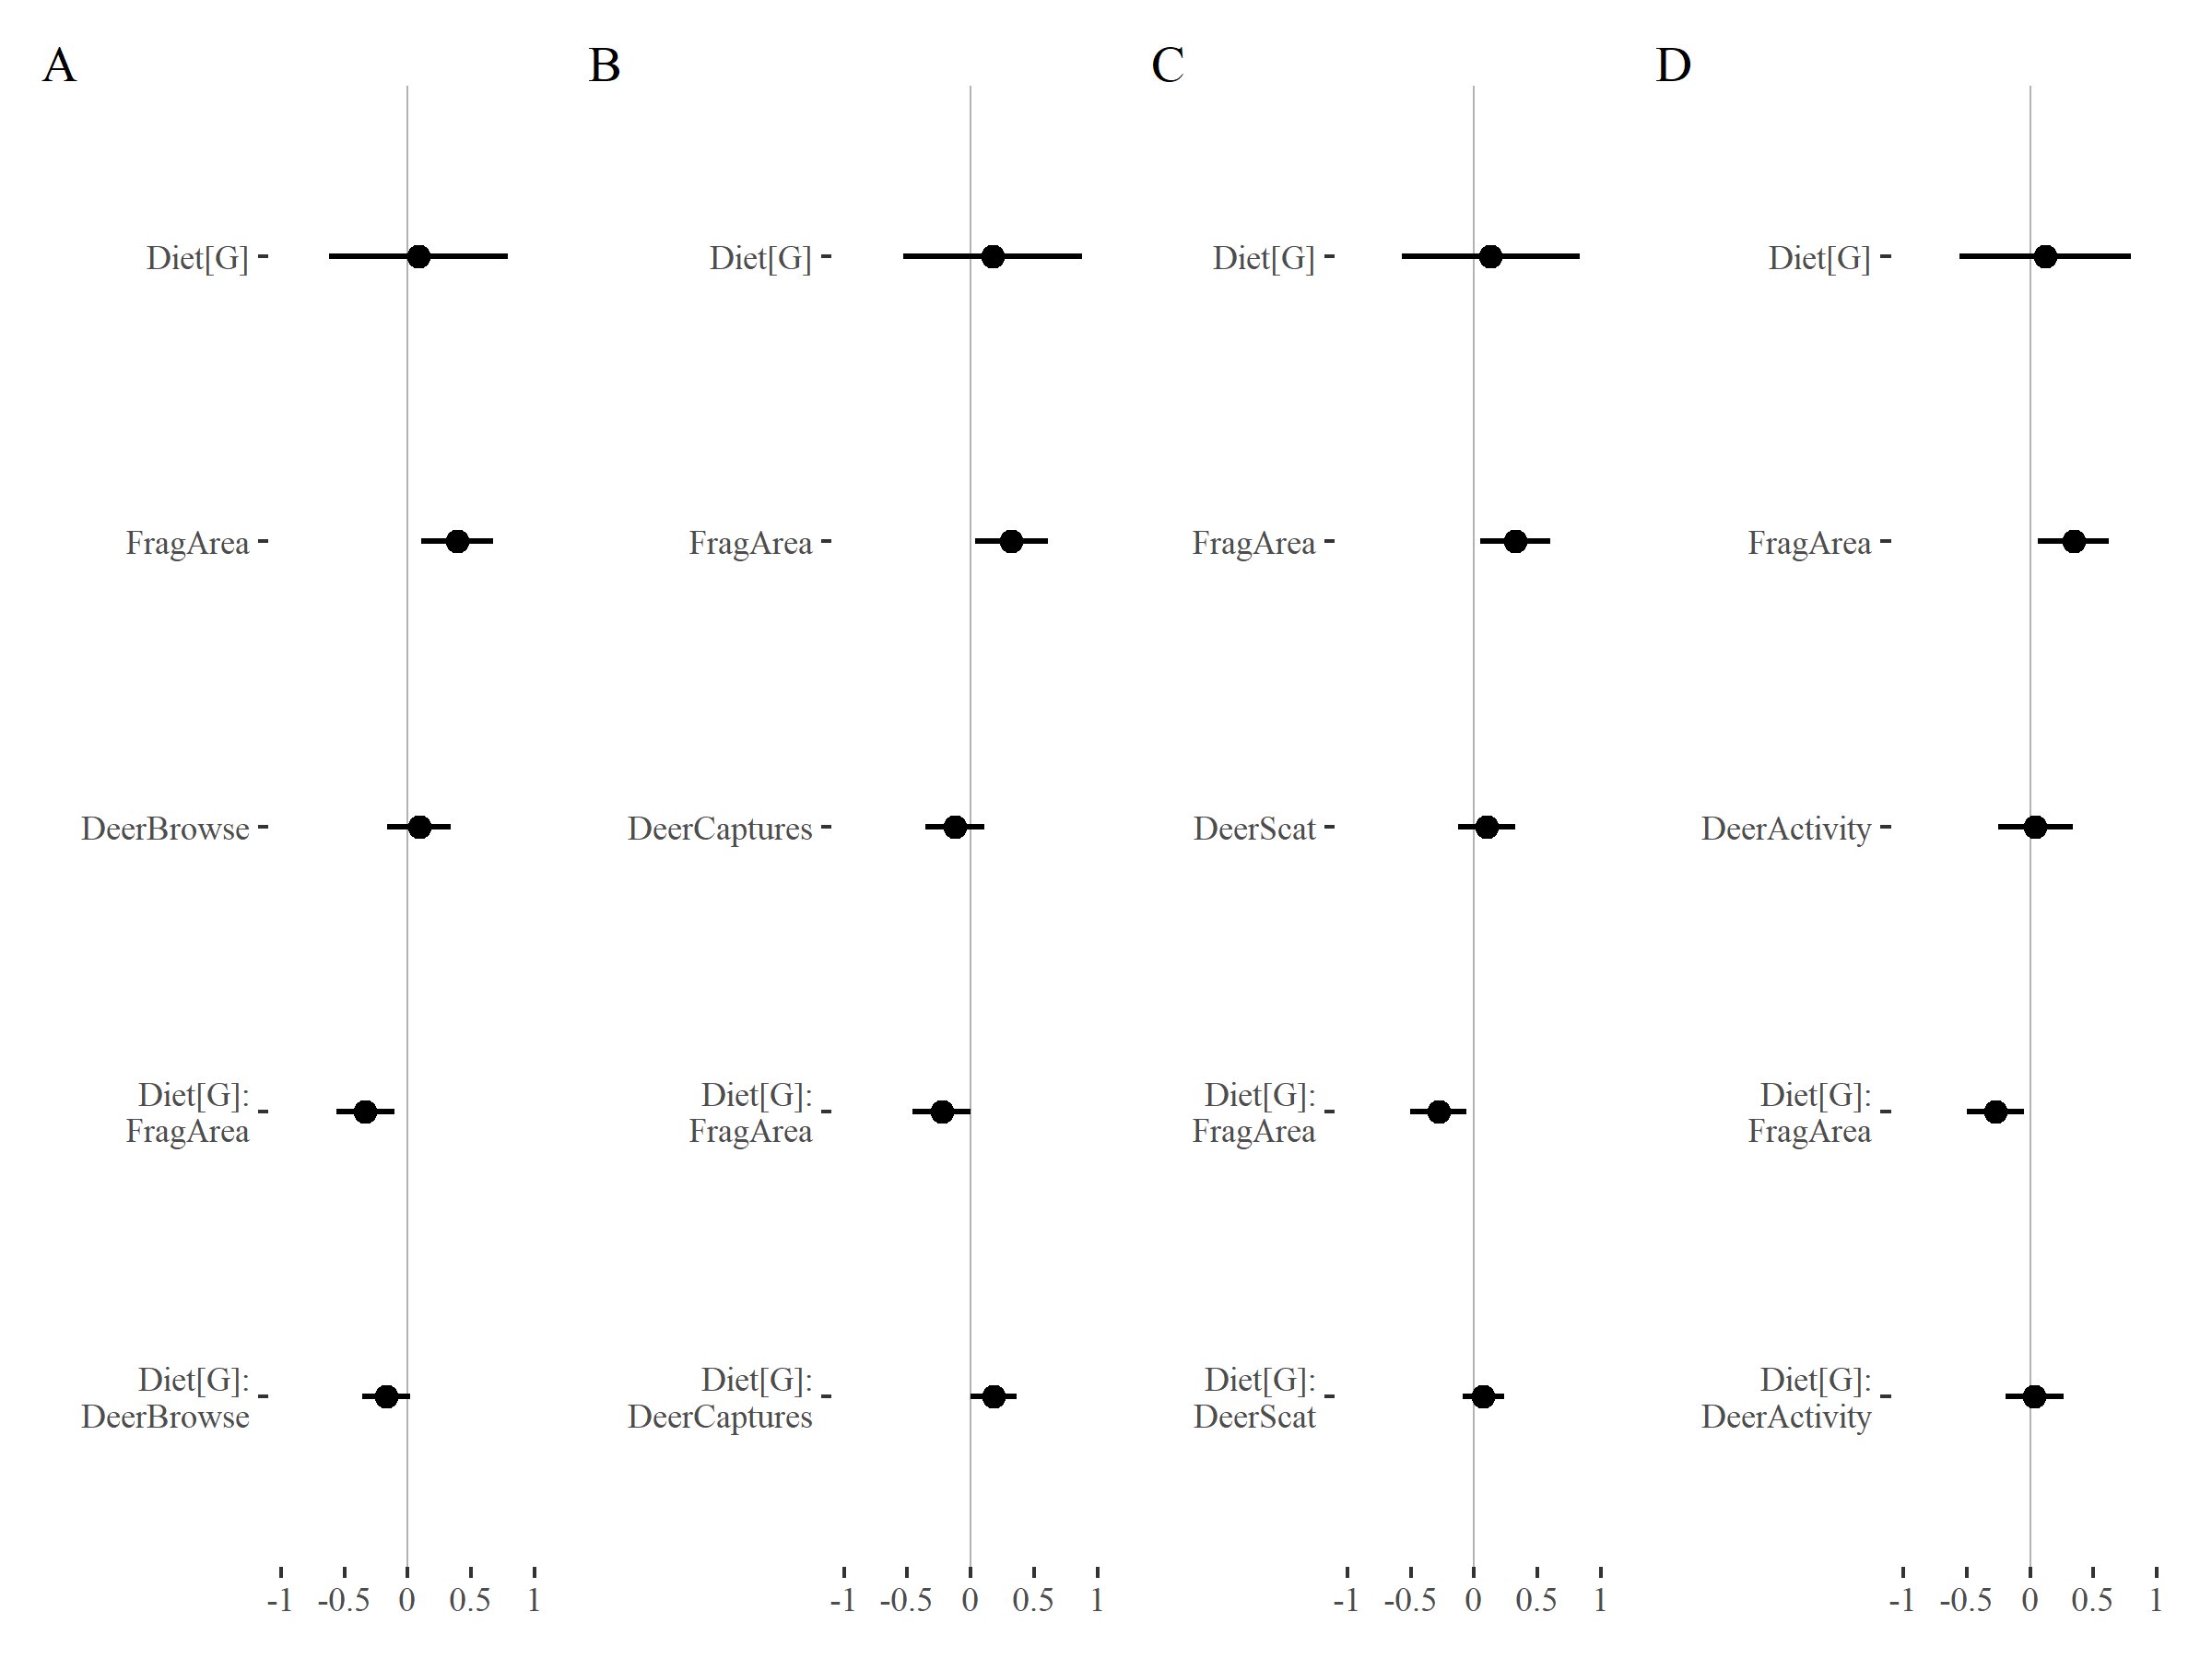 A
Diet[G]
FragArea
DeerBrowse
Diet[G]:
FragArea
Diet[G]:
DeerBrowse
-1 -0.5 0 0.5 1
B
Diet[G]
FragArea
DeerCaptures
Diet[G]:
FragArea
Diet[G]:
DeerCaptures
-1 -0.5 0 0.5 1
C
Diet[G]
FragArea
DeerScat
Diet[G]:
FragArea
Diet[G]:
DeerScat
-1 -0.5 0 0.5 1
D
Diet[G]
FragArea
DeerActivity
Diet[G]:
FragArea
Diet[G]:
DeerActivity
-1 -0.5 0 0.5 1